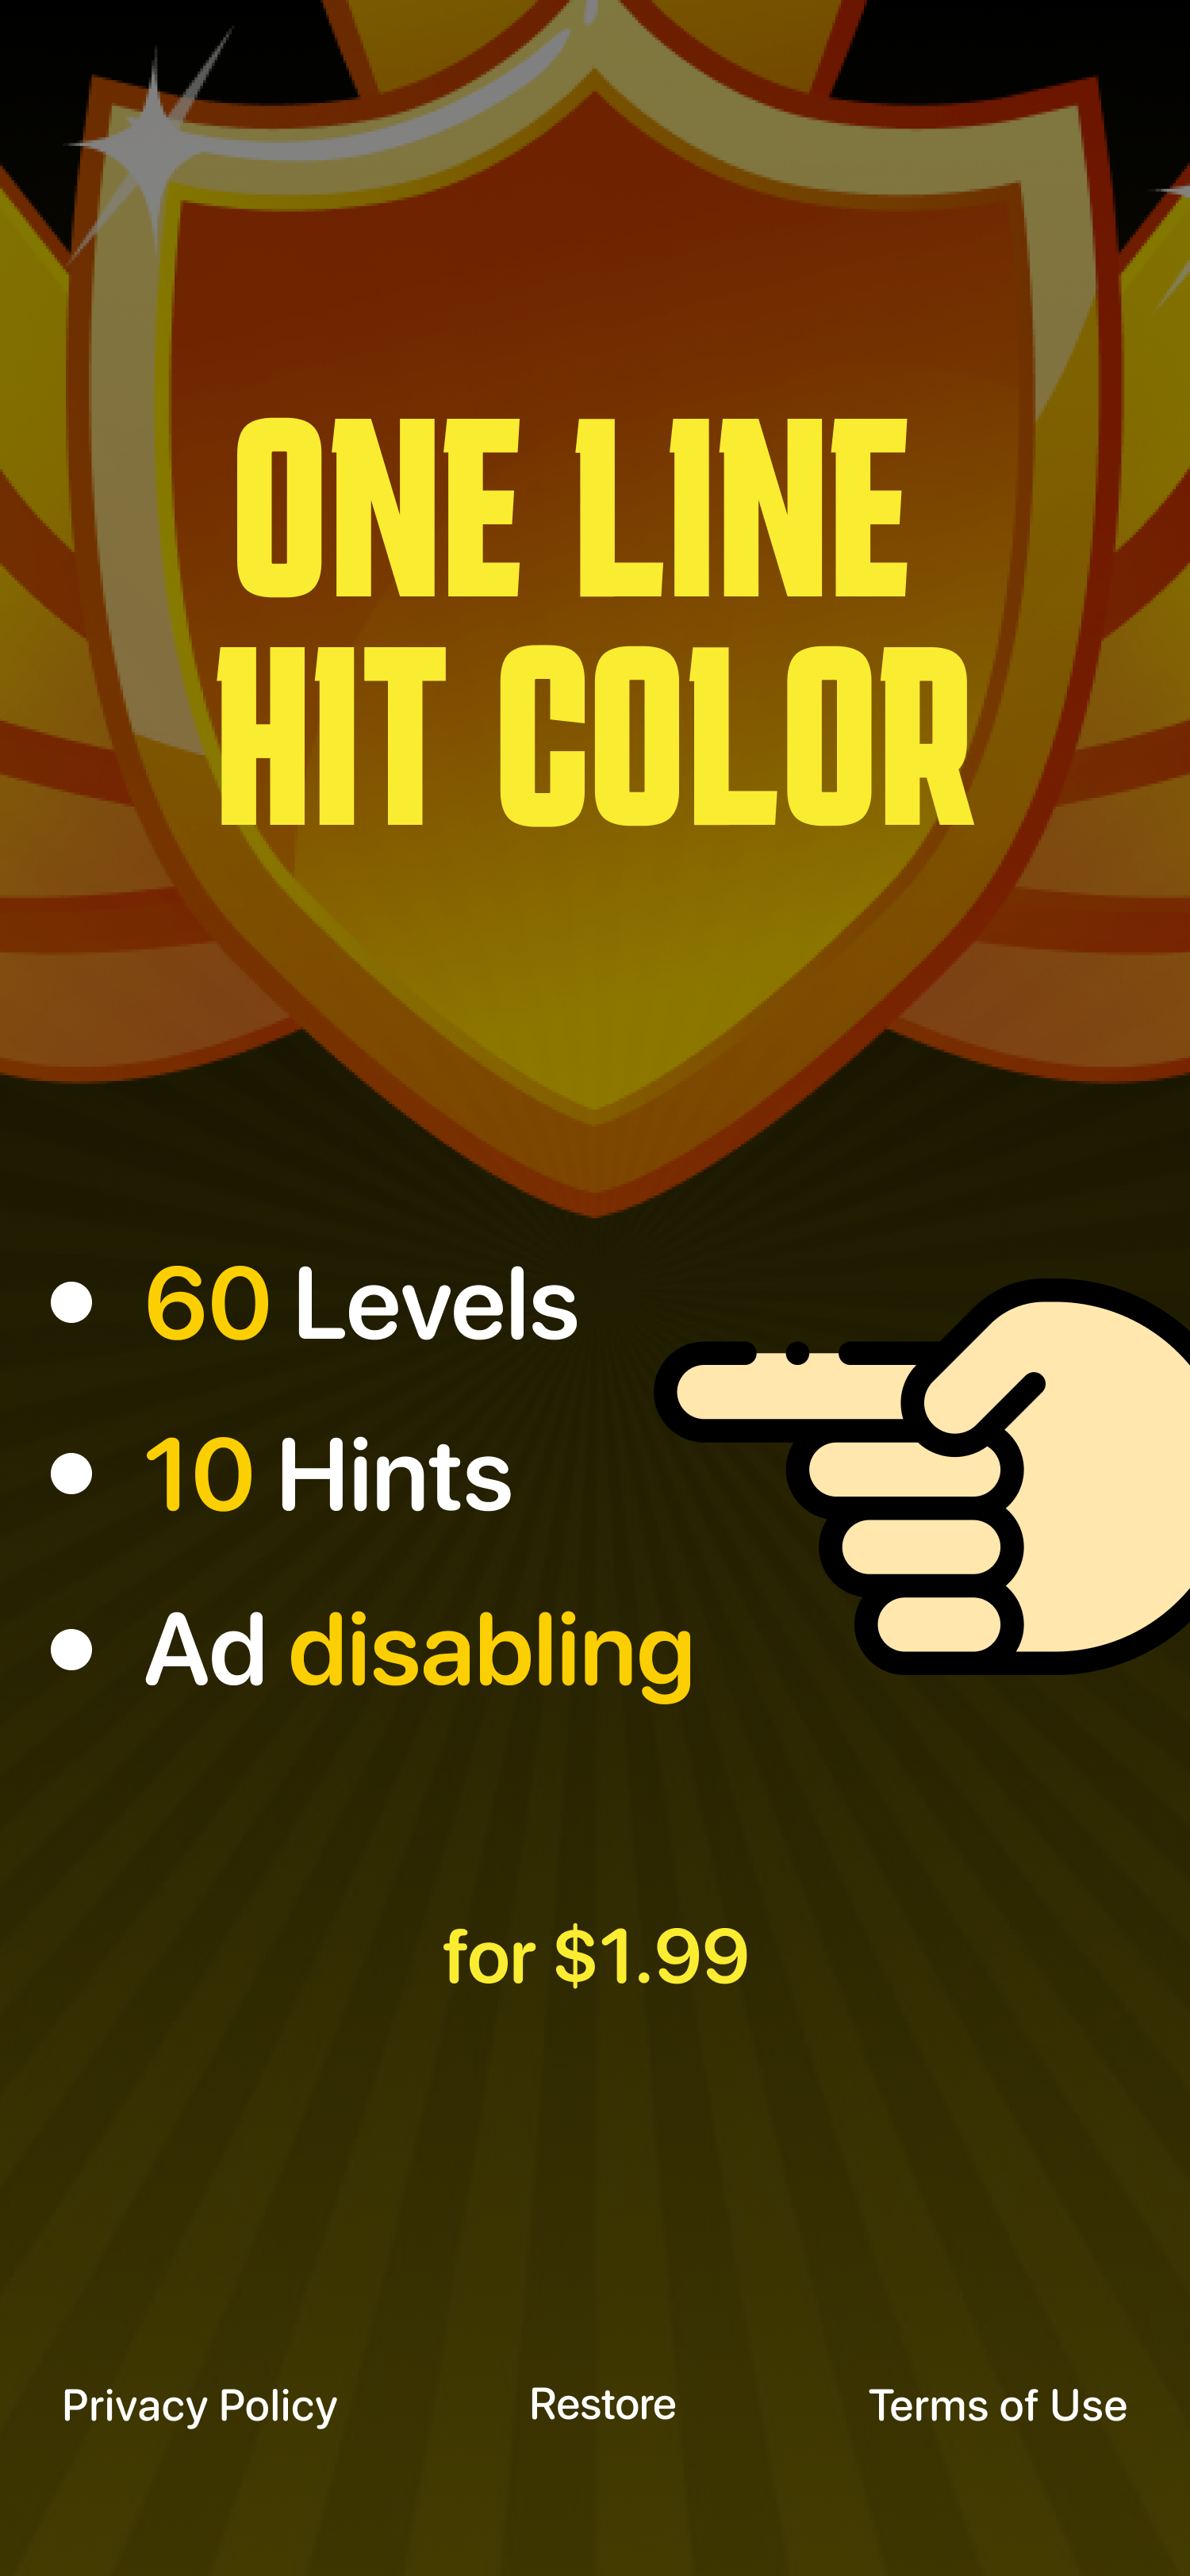 ONE LINE
HIT COLOR
60 Levels
10 Hints
Ad disabling
for $1.99
Privacy Policy
Restore
Terms of Use